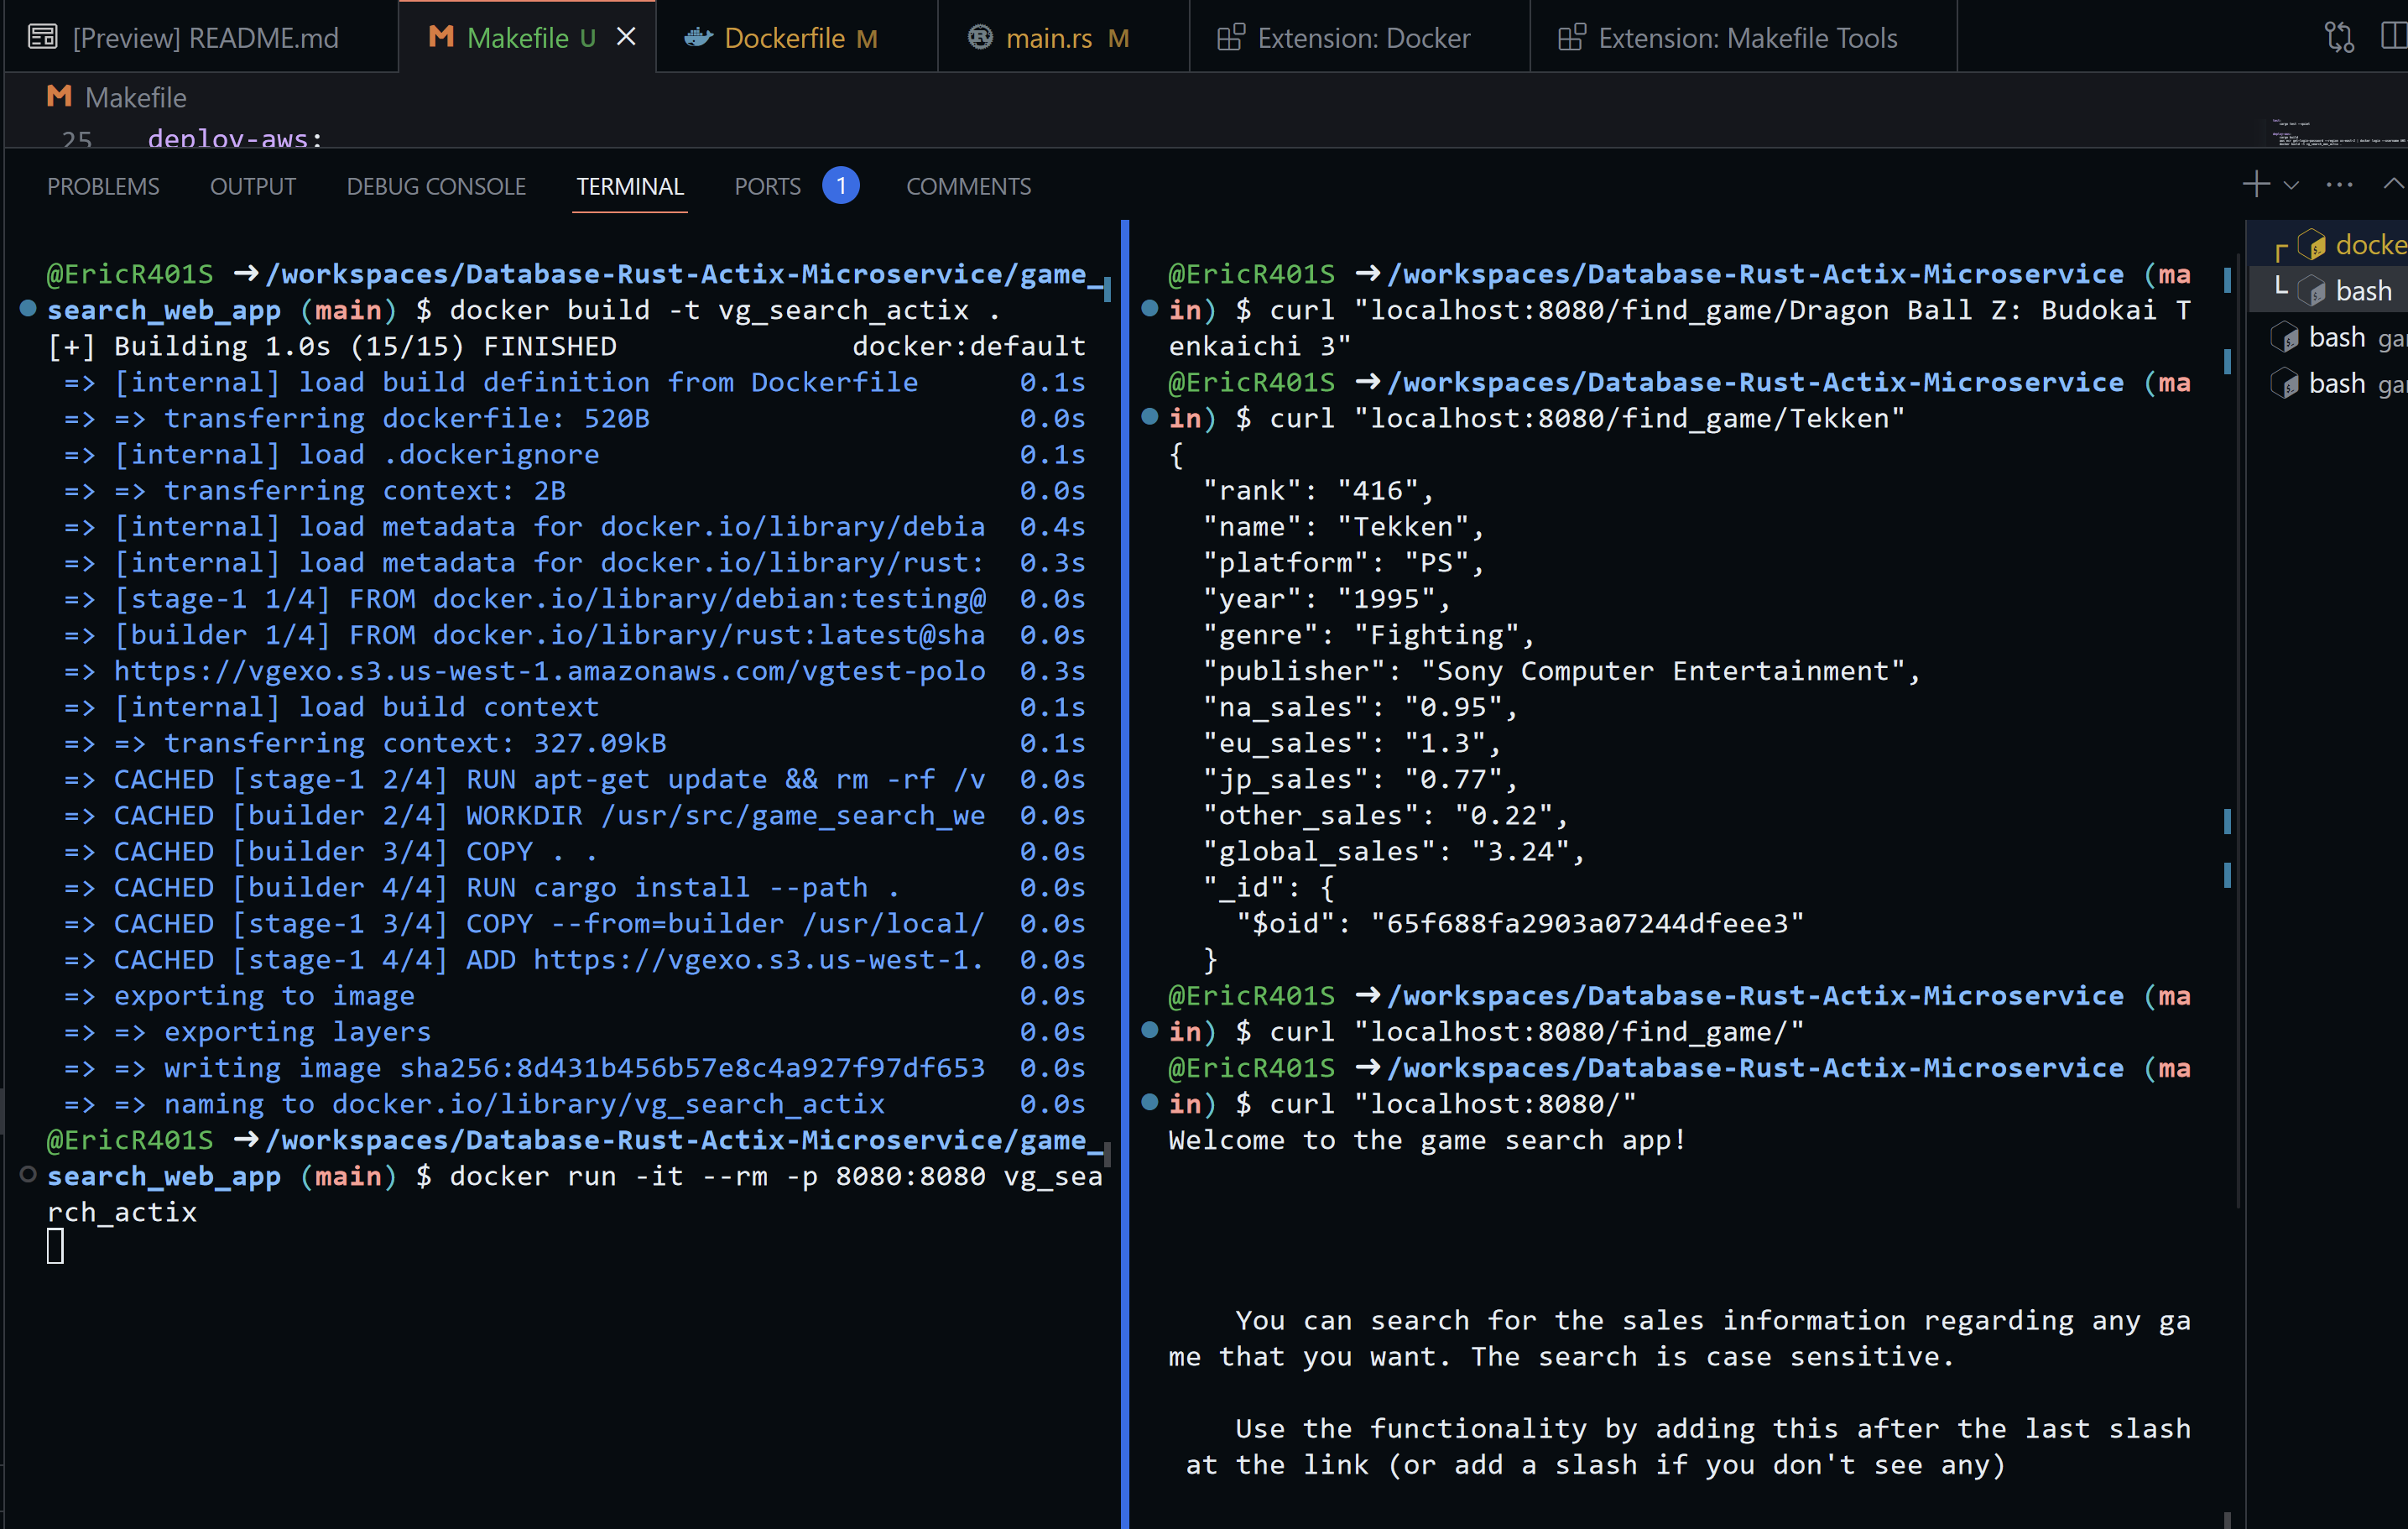 [Preview] README.md
Makefile U
Dockerfile M
main.rs M
Extension: Docker
Extension: Makefile Tools
Makefile
25 deploy-aws:
PROBLEMS OUTPUT DEBUG CONSOLE TERMINAL PORTS 1 COMMENTS
@EricR401S ➜/workspaces/Database-Rust-Actix-Microservice/game_
search_web_app (main) $ docker build -t vg_search_actix .
[+] Building 1.0s (15/15) FINISHED docker:default
=> [internal] load build definition from Dockerfile 0.1s
=> => transferring dockerfile: 520B 0.0s
=> [internal] load .dockerignore 0.1s
=> => transferring context: 2B 0.0s
=> [internal] load metadata for docker.io/library/debia 0.4s
=> [internal] load metadata for docker.io/library/rust: 0.3s
=> [stage-1 1/4] FROM docker.io/library/debian:testing@ 0.0s
=> [builder 1/4] FROM docker.io/library/rust:latest@sha 0.0s
=> https://vgexo.s3.us-west-1.amazonaws.com/vgtest-polo 0.3s
=> [internal] load build context 0.1s
=> => transferring context: 327.09kB 0.1s
=> CACHED [stage-1 2/4] RUN apt-get update && rm -rf /v 0.0s
=> CACHED [builder 2/4] WORKDIR /usr/src/game_search_we 0.0s
=> CACHED [builder 3/4] COPY . . 0.0s
=> CACHED [builder 4/4] RUN cargo install --path . 0.0s
=> CACHED [stage-1 3/4] COPY --from=builder /usr/local/ 0.0s
=> CACHED [stage-1 4/4] ADD https://vgexo.s3.us-west-1. 0.0s
=> exporting to image 0.0s
=> => exporting layers 0.0s
=> => writing image sha256:8d431b456b57e8c4a927f97df653 0.0s
=> => naming to docker.io/library/vg_search_actix 0.0s
@EricR401S ➜/workspaces/Database-Rust-Actix-Microservice/game_
search_web_app (main) $ docker run -it --rm -p 8080:8080 vg_sea
rch_actix
@EricR401S ➜/workspaces/Database-Rust-Actix-Microservice (ma
in) $ curl "localhost:8080/find_game/Dragon Ball Z: Budokai T
enkaichi 3"
@EricR401S ➜/workspaces/Database-Rust-Actix-Microservice (ma
in) $ curl "localhost:8080/find_game/Tekken"
{
"rank": "416",
"name": "Tekken",
"platform": "PS",
"year": "1995",
"genre": "Fighting",
"publisher": "Sony Computer Entertainment",
"na_sales": "0.95",
"eu_sales": "1.3",
"jp_sales": "0.77",
"other_sales": "0.22",
"global_sales": "3.24",
"_id": {
"$oid": "65f688fa2903a07244dfeee3"
}
@EricR401S ➜/workspaces/Database-Rust-Actix-Microservice (ma
in) $ curl "localhost:8080/find_game/"
@EricR401S ➜/workspaces/Database-Rust-Actix-Microservice (ma
in) $ curl "localhost:8080/"
Welcome to the game search app!
You can search for the sales information regarding any ga
me that you want. The search is case sensitive.
Use the functionality by adding this after the last slash
at the link (or add a slash if you don't see any)
docke
bash
bash gar
bash gar